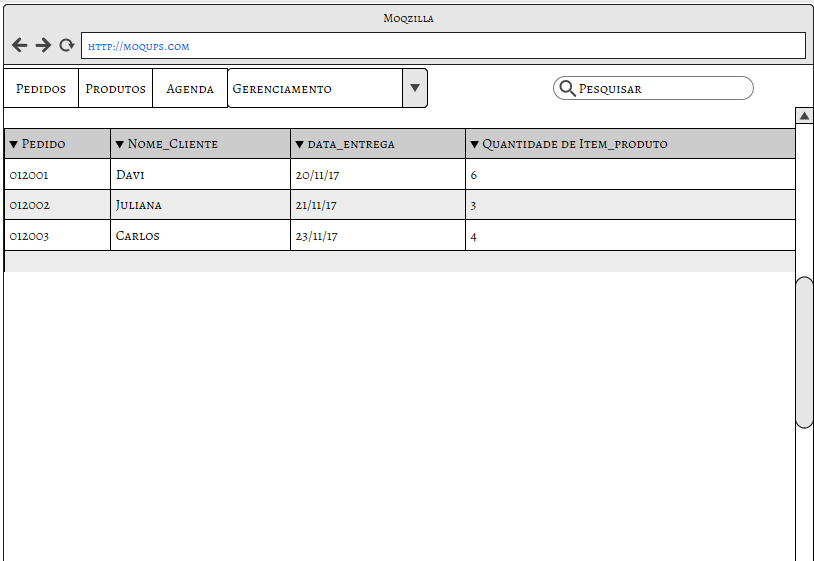 Moqzilla
http://moqups.com
Pedidos Produtos Agenda Gerenciamento Pesquisar
Pedido Nome_Cliente data_entrega Quantidade de Item_produto
012001 Davi 20/11/17 6
012002 Juliana 21/11/17 3
012003 Carlos 23/11/17 4